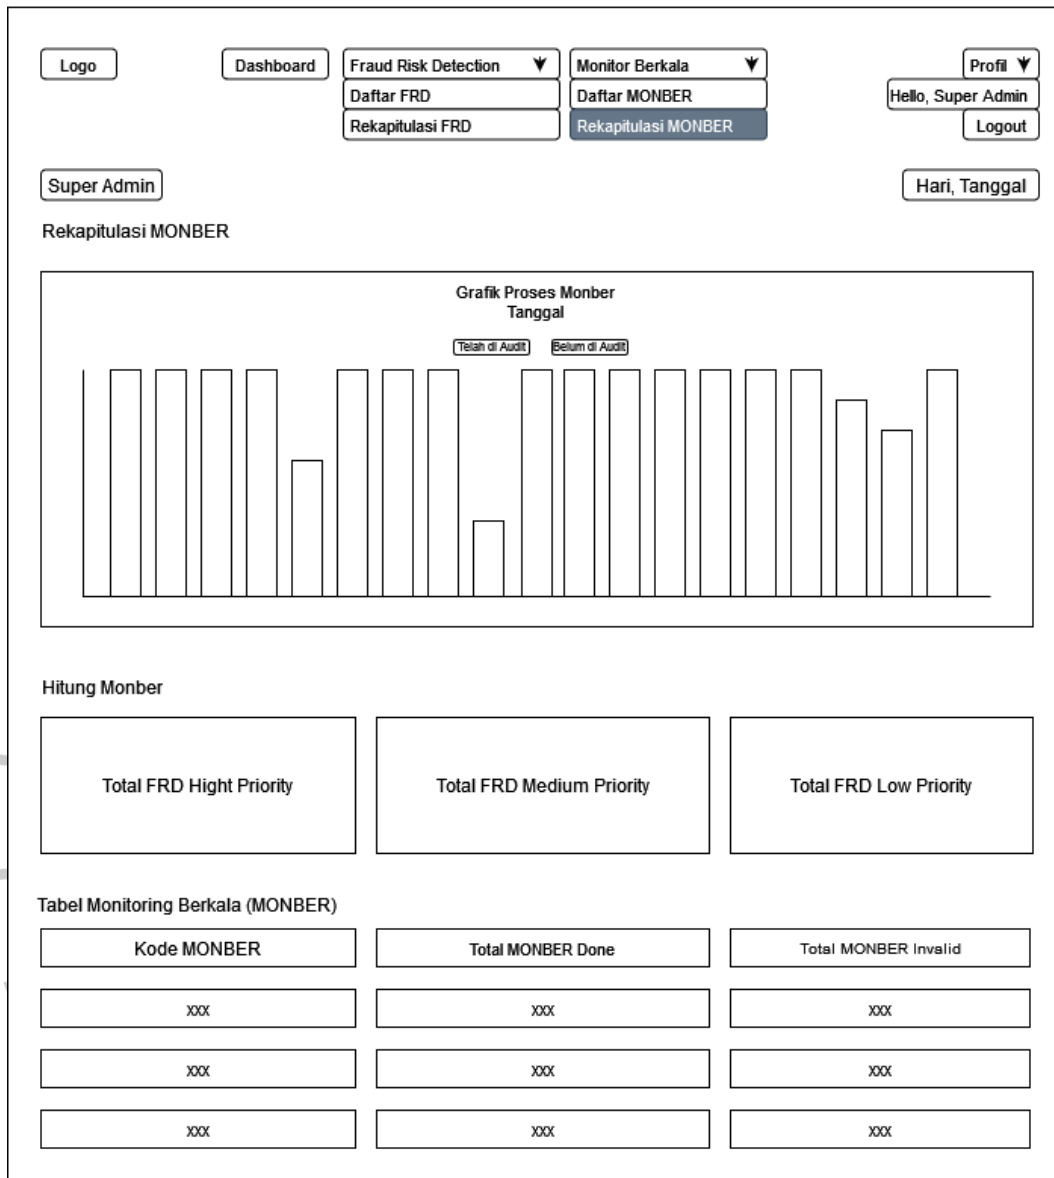 Logo
Dashboard
Fraud Risk Detection
Monitor Berkala
Profil
Daftar FRD
Daftar MONBER
Hello, Super Admin
Rekapitulasi FRD
Rekapitulasi MONBER
Logout
Super Admin
Hari, Tanggal
Rekapitulasi MONBER
Grafik Proses Monber
Tanggal
Telah di Audit
Belum di Audit
Hitung Monber
Total FRD Hight Priority
Total FRD Medium Priority
Total FRD Low Priority
Tabel Monitoring Berkala (MONBER)
Kode MONBER
Total MONBER Done
Total MONBER Invalid
xxx
xxx
xxx
xxx
xxx
xxx
xxx
xxx
xxx